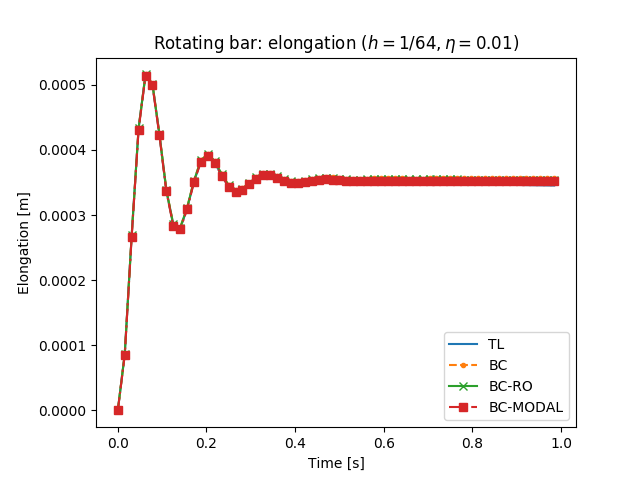 Rotating bar: elongation (h = 1/64, η = 0.01)
Elongation [m]
0.0005
0.0004
0.0003
0.0002
0.0001
0.0000
TL
BC
BC-RO
BC-MODAL
0.0 0.2 0.4 0.6 0.8 1.0
Time [s]